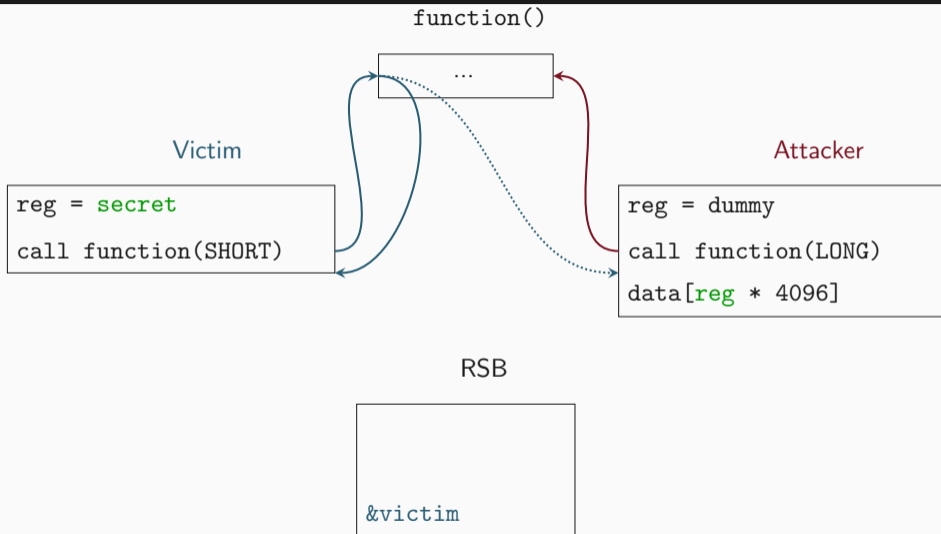 function()
...
Victim
Attacker
reg = secret
call function(SHORT)
reg = dummy
call function(LONG)
data[reg * 4096]
RSB
&victim